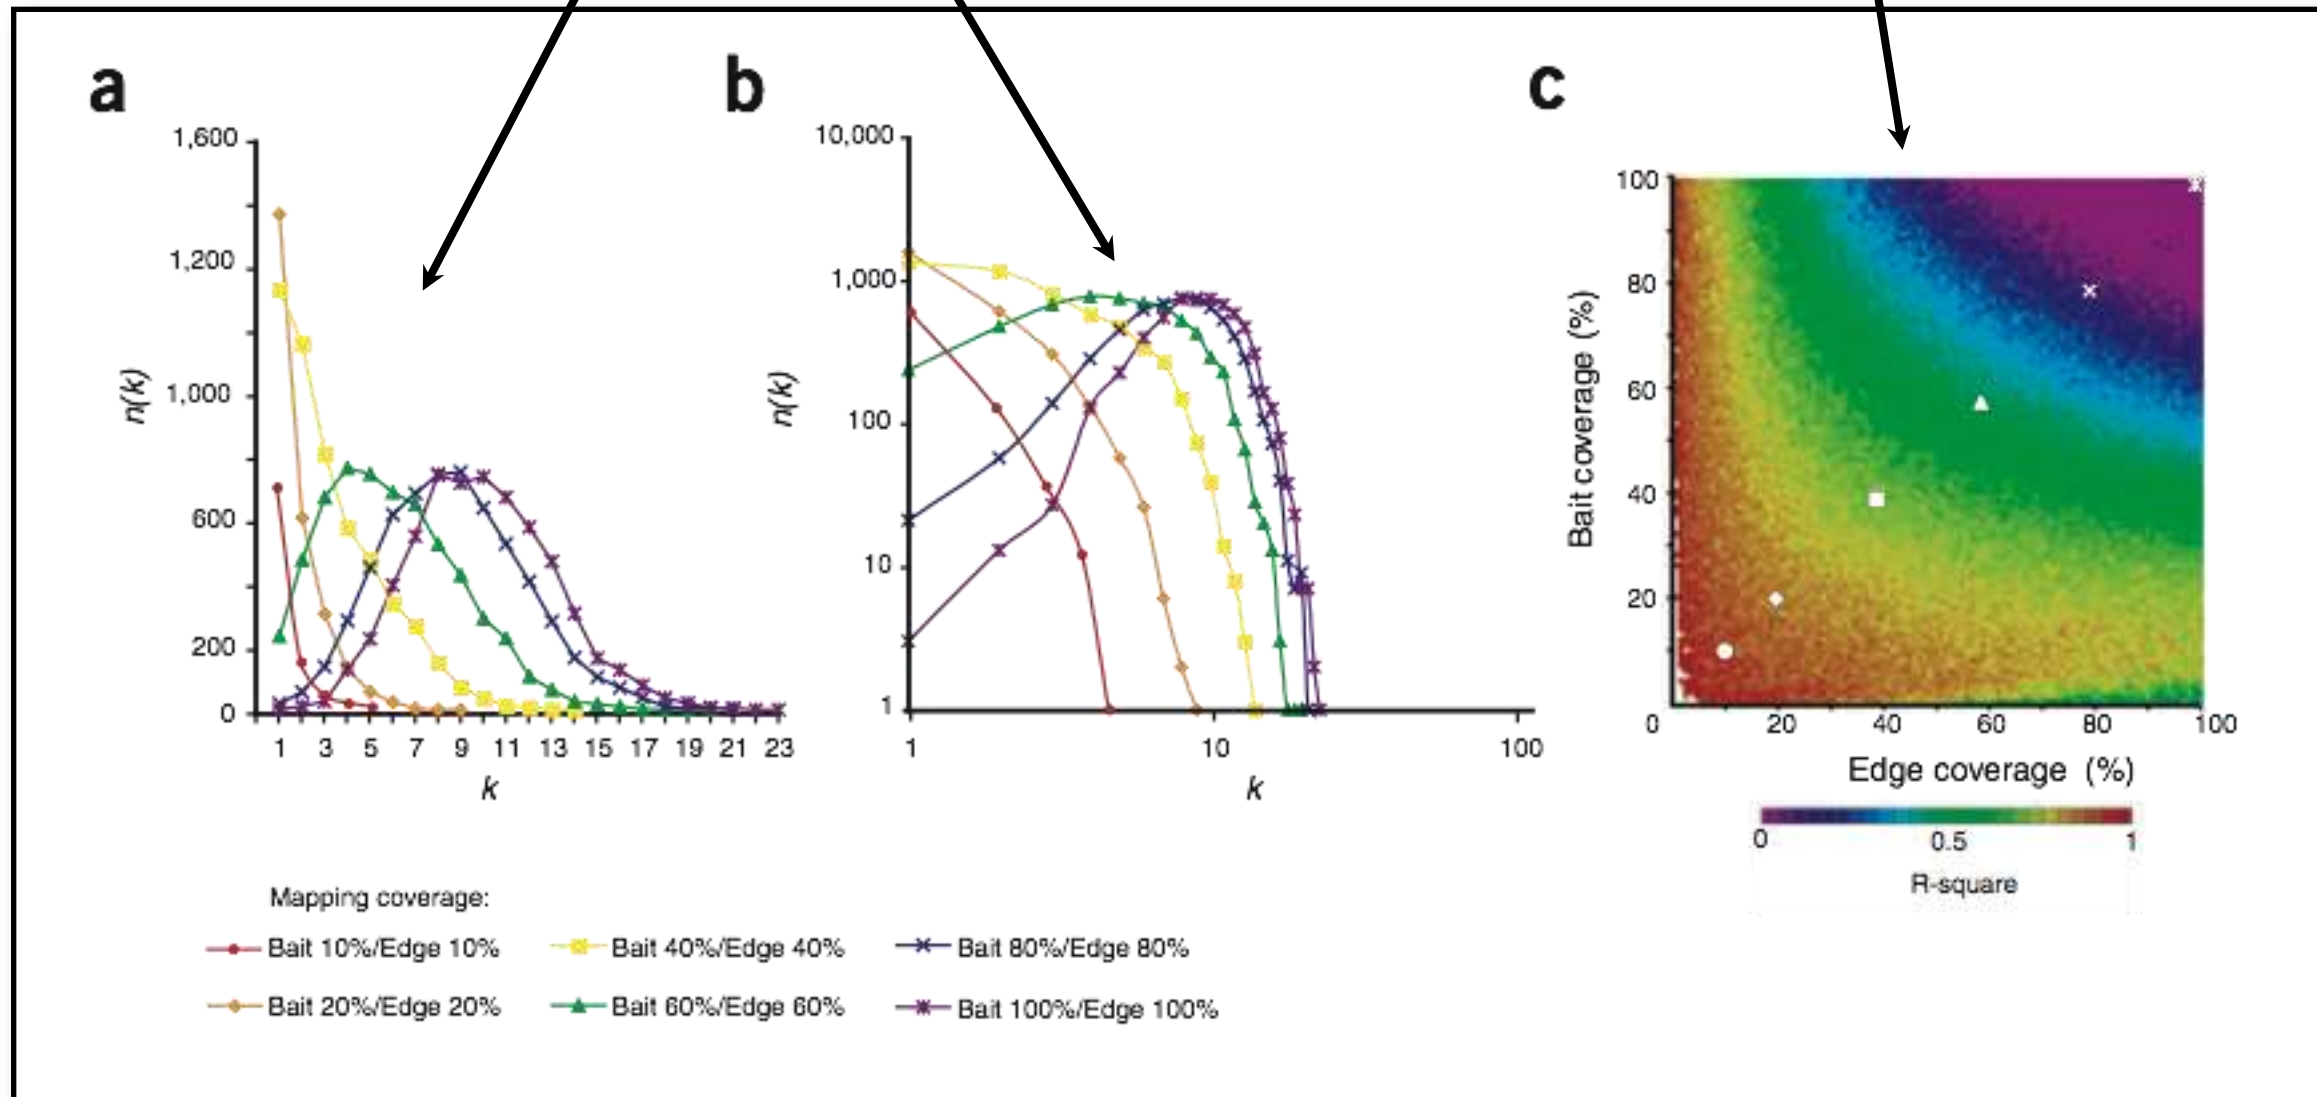 a
b
c
1,600
1,200
1,000
600
200
0
n(k)
1 3 5 7 9 11 13 15 17 19 21 23
k
10,000
1,000
100
10
1
n(k)
1 10 100
k
100
80
60
40
20
Bait coverage (%)
0 20 40 60 80 100
Edge coverage (%)
0 0.5 1
R-square
Mapping coverage:
Bait 10%/Edge 10% Bait 40%/Edge 40% Bait 80%/Edge 80%
Bait 20%/Edge 20% Bait 60%/Edge 60% Bait 100%/Edge 100%